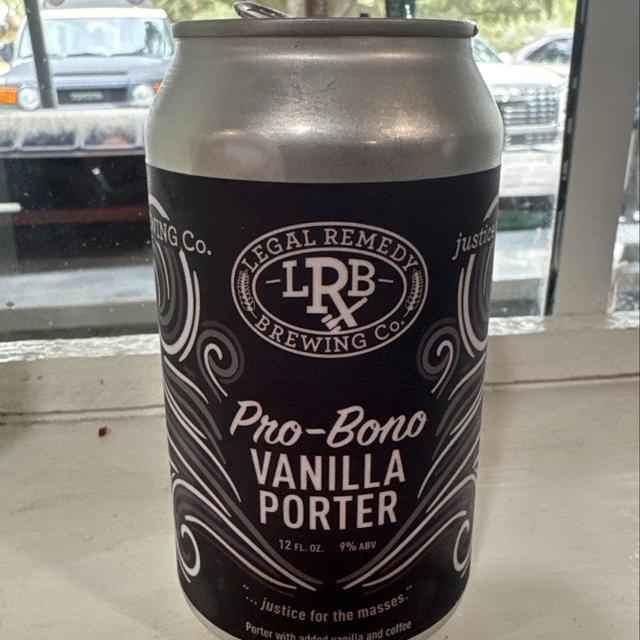 WING Co.
justice
LEGAL REMEDY
LRxB
BREWING Co.
Pro-Bono
VANILLA
PORTER
12 FL. OZ. 9% ABV
"... justice for the masses."
Porter with added vanilla and coffee